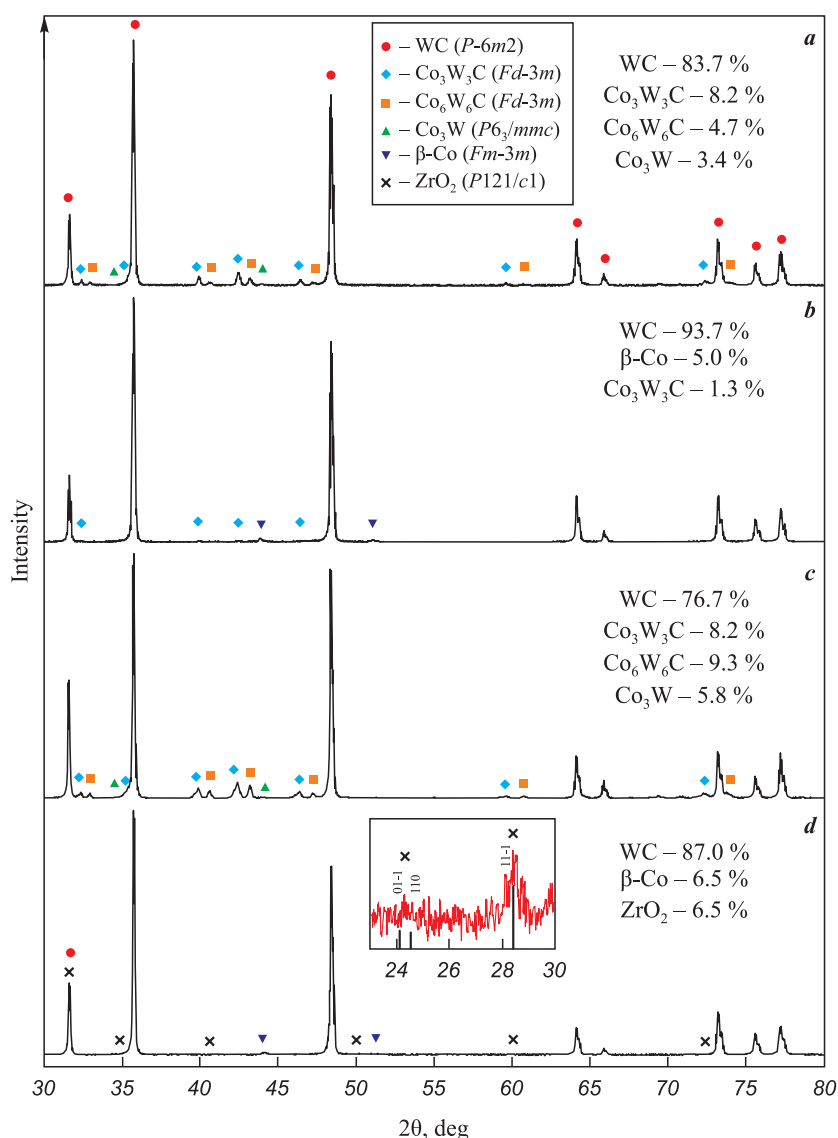 a
– WC (P-6m2)
– Co₃W₃C (Fd-3m)
– Co₆W₆C (Fd-3m)
– Co₃W (P6₃/mmc)
– β-Co (Fm-3m)
– ZrO₂ (P121/c1)
WC – 83.7 %
Co₃W₃C – 8.2 %
Co₆W₆C – 4.7 %
Co₃W – 3.4 %
b
WC – 93.7 %
β-Co – 5.0 %
Co₃W₃C – 1.3 %
Intensity
c
WC – 76.7 %
Co₃W₃C – 8.2 %
Co₆W₆C – 9.3 %
Co₃W – 5.8 %
d
01-1
110
11-1
24 26 28 30
WC – 87.0 %
β-Co – 6.5 %
ZrO₂ – 6.5 %
30 35 40 45 50 55 60 65 70 75 80
2θ, deg